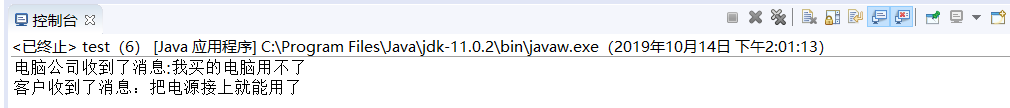 控制台
<已终止> test（6） [Java 应用程序] C:\Program Files\Java\jdk-11.0.2\bin\javaw.exe（2019年10月14日 下午2:01:13）
电脑公司收到了消息:我买的电脑用不了
客户收到了消息：把电源接上就能用了